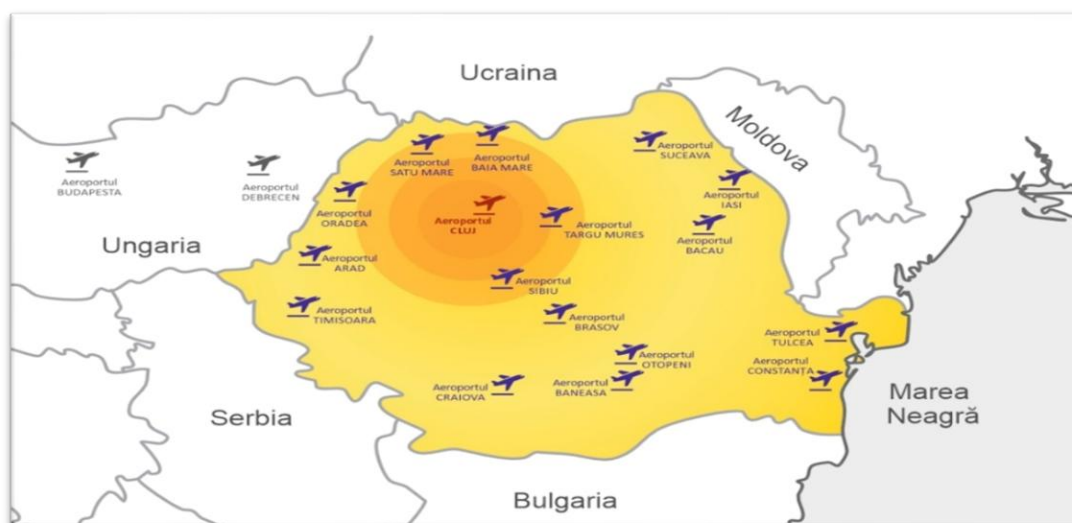 Ucraina
Moldova
Aeroportul
SUCEAVA
Aeroportul
SATU MARE
Aeroportul
BAIA MARE
Aeroportul
BUDAPESTA
Aeroportul
DEBRECEN
Aeroportul
IASI
Aeroportul
ORADEA
Aeroportul
CLUJ
Aeroportul
TARGU MURES
Aeroportul
BACAU
Ungaria
Aeroportul
ARAD
Aeroportul
SIBIU
Aeroportul
TIMISOARA
Aeroportul
BRASOV
Aeroportul
TULCEA
Aeroportul
OTOPENI
Aeroportul
CONSTANȚA
Aeroportul
CRAIOVA
Aeroportul
BANEASA
Marea
Neagră
Serbia
Bulgaria